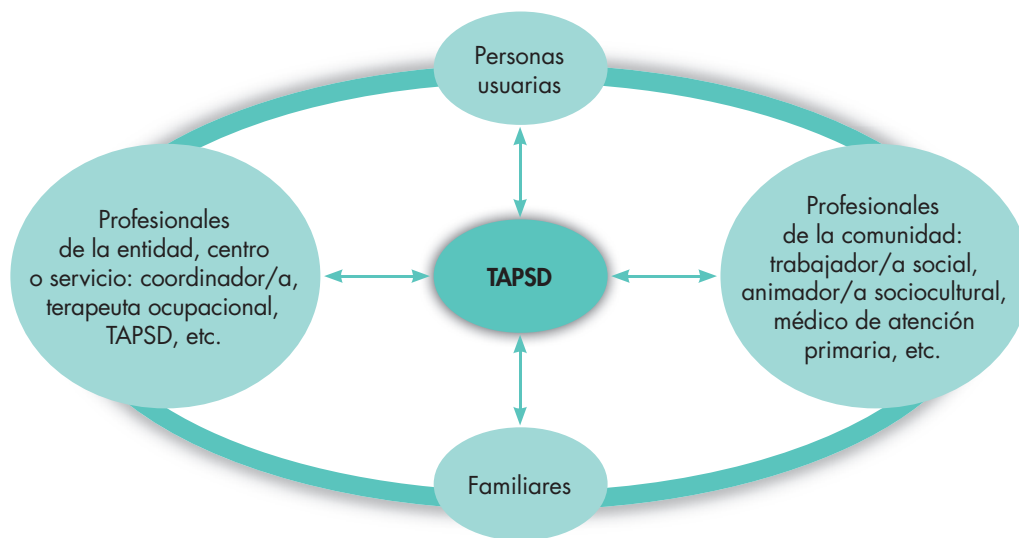 Personas
usuarias
Profesionales
de la entidad, centro
o servicio: coordinador/a,
terapeuta ocupacional,
TAPSD, etc.
TAPSD
Profesionales
de la comunidad:
trabajador/a social,
animador/a sociocultural,
médico de atención
primaria, etc.
Familiares